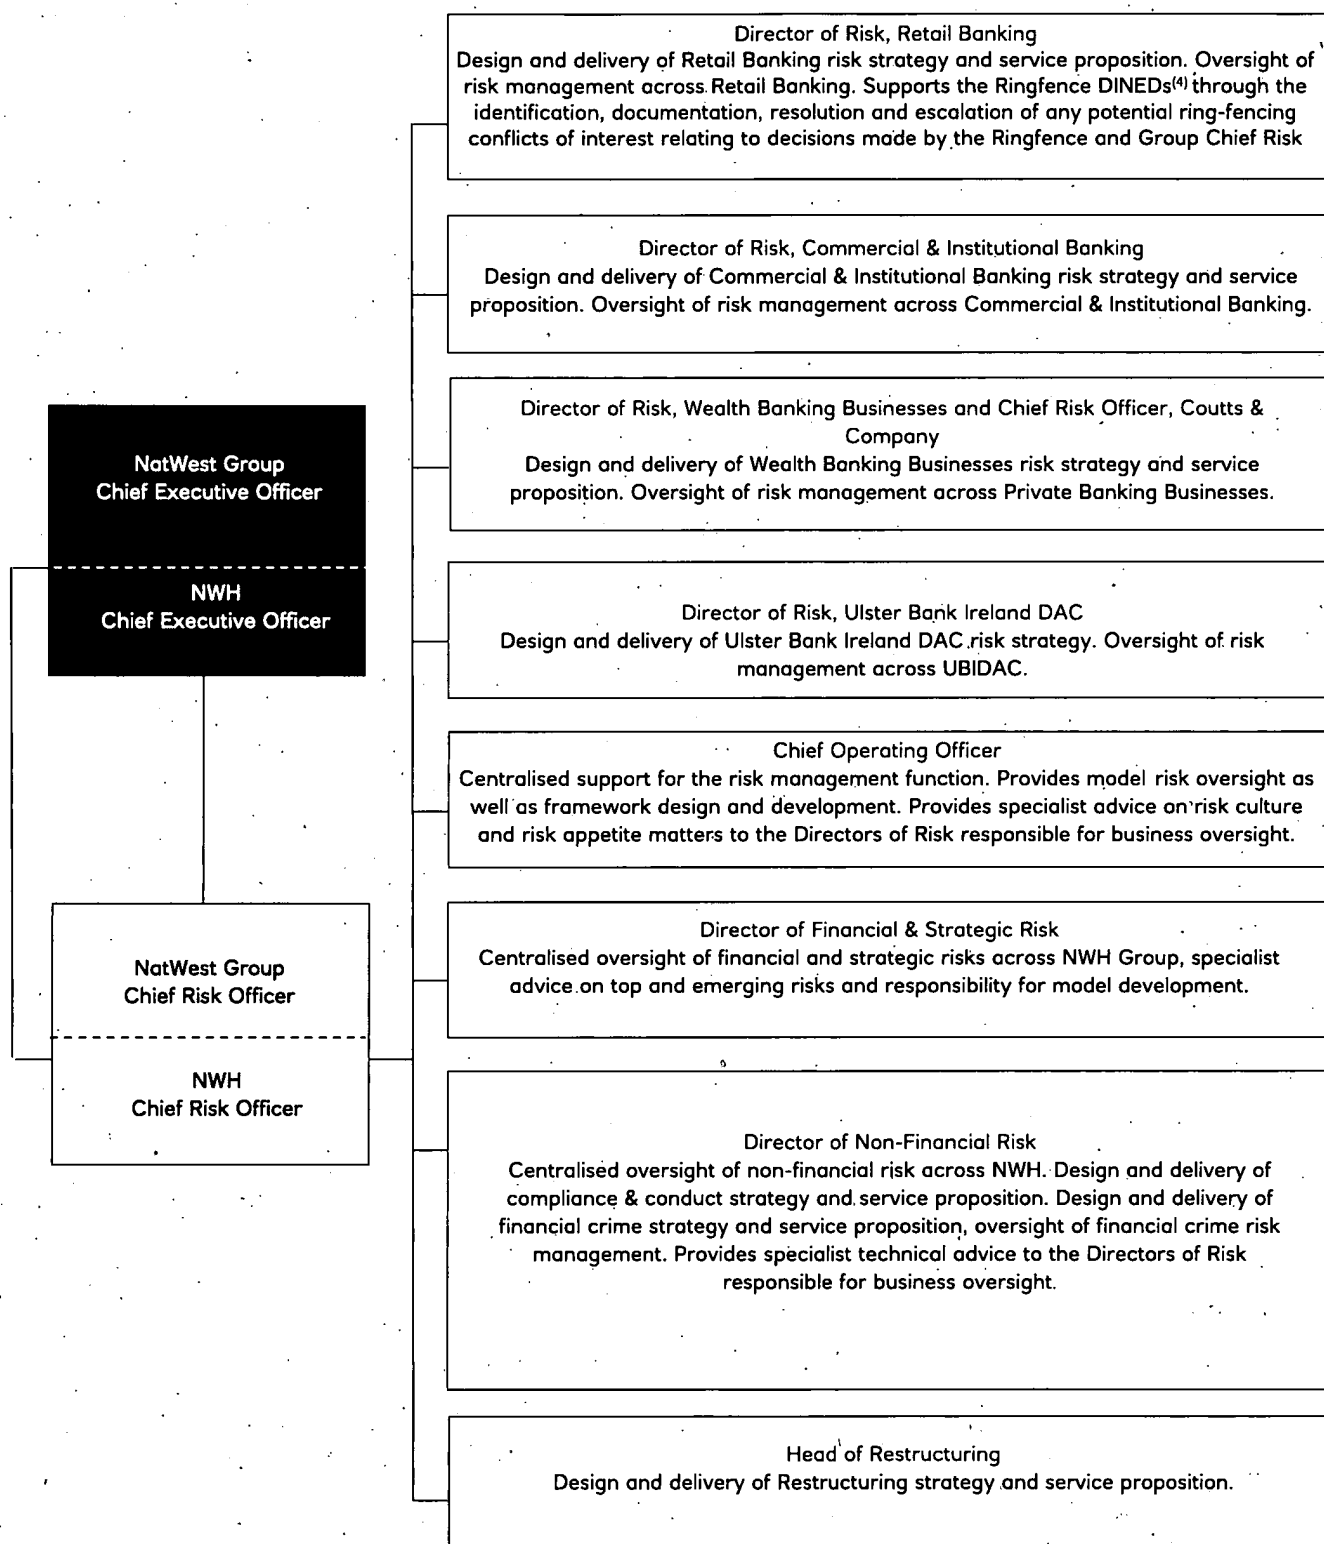 Director of Risk, Retail Banking
Design and delivery of Retail Banking risk strategy and service proposition. Oversight of
risk management across Retail Banking. Supports the Ringfence DINEDs(4) through the
identification, documentation, resolution and escalation of any potential ring-fencing
conflicts of interest relating to decisions made by the Ringfence and Group Chief Risk
Director of Risk, Commercial & Institutional Banking
Design and delivery of Commercial & Institutional Banking risk strategy and service
proposition. Oversight of risk management across Commercial & Institutional Banking.
Director of Risk, Wealth Banking Businesses and Chief Risk Officer, Coutts &
Company
Design and delivery of Wealth Banking Businesses risk strategy and service
proposition. Oversight of risk management across Private Banking Businesses.
NatWest Group
Chief Executive Officer
NWH
Chief Executive Officer
Director of Risk, Ulster Bank Ireland DAC
Design and delivery of Ulster Bank Ireland DAC risk strategy. Oversight of risk
management across UBIDAC.
Chief Operating Officer
Centralised support for the risk management function. Provides model risk oversight as
well as framework design and development. Provides specialist advice on risk culture
and risk appetite matters to the Directors of Risk responsible for business oversight.
NatWest Group
Chief Risk Officer
NWH
Chief Risk Officer
Director of Financial & Strategic Risk
Centralised oversight of financial and strategic risks across NWH Group, specialist
advice on top and emerging risks and responsibility for model development.
Director of Non-Financial Risk
Centralised oversight of non-financial risk across NWH. Design and delivery of
compliance & conduct strategy and service proposition. Design and delivery of
financial crime strategy and service proposition, oversight of financial crime risk
management. Provides specialist technical advice to the Directors of Risk
responsible for business oversight.
Head of Restructuring
Design and delivery of Restructuring strategy and service proposition.